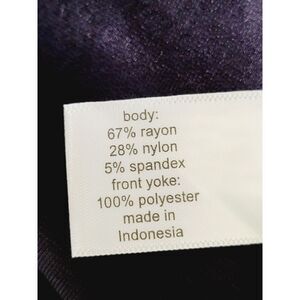 body:
67% rayon
28% nylon
5% spandex
front yoke:
100% polyester
made in
Indonesia